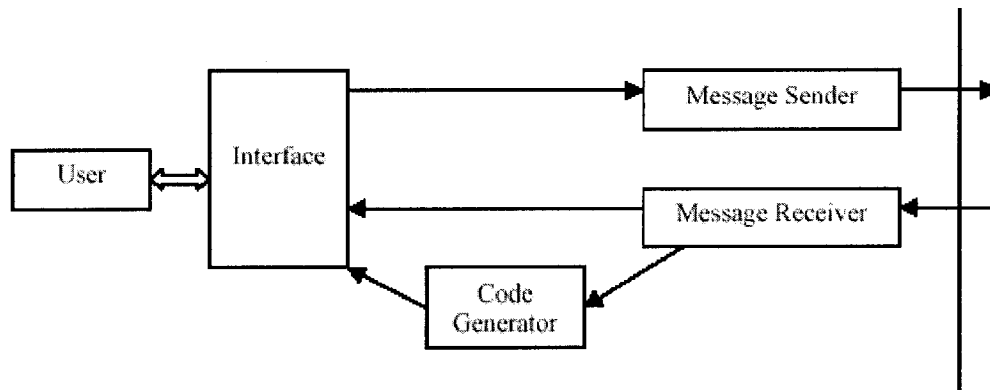 Message Sender
Interface
User
Message Receiver
Code
Generator